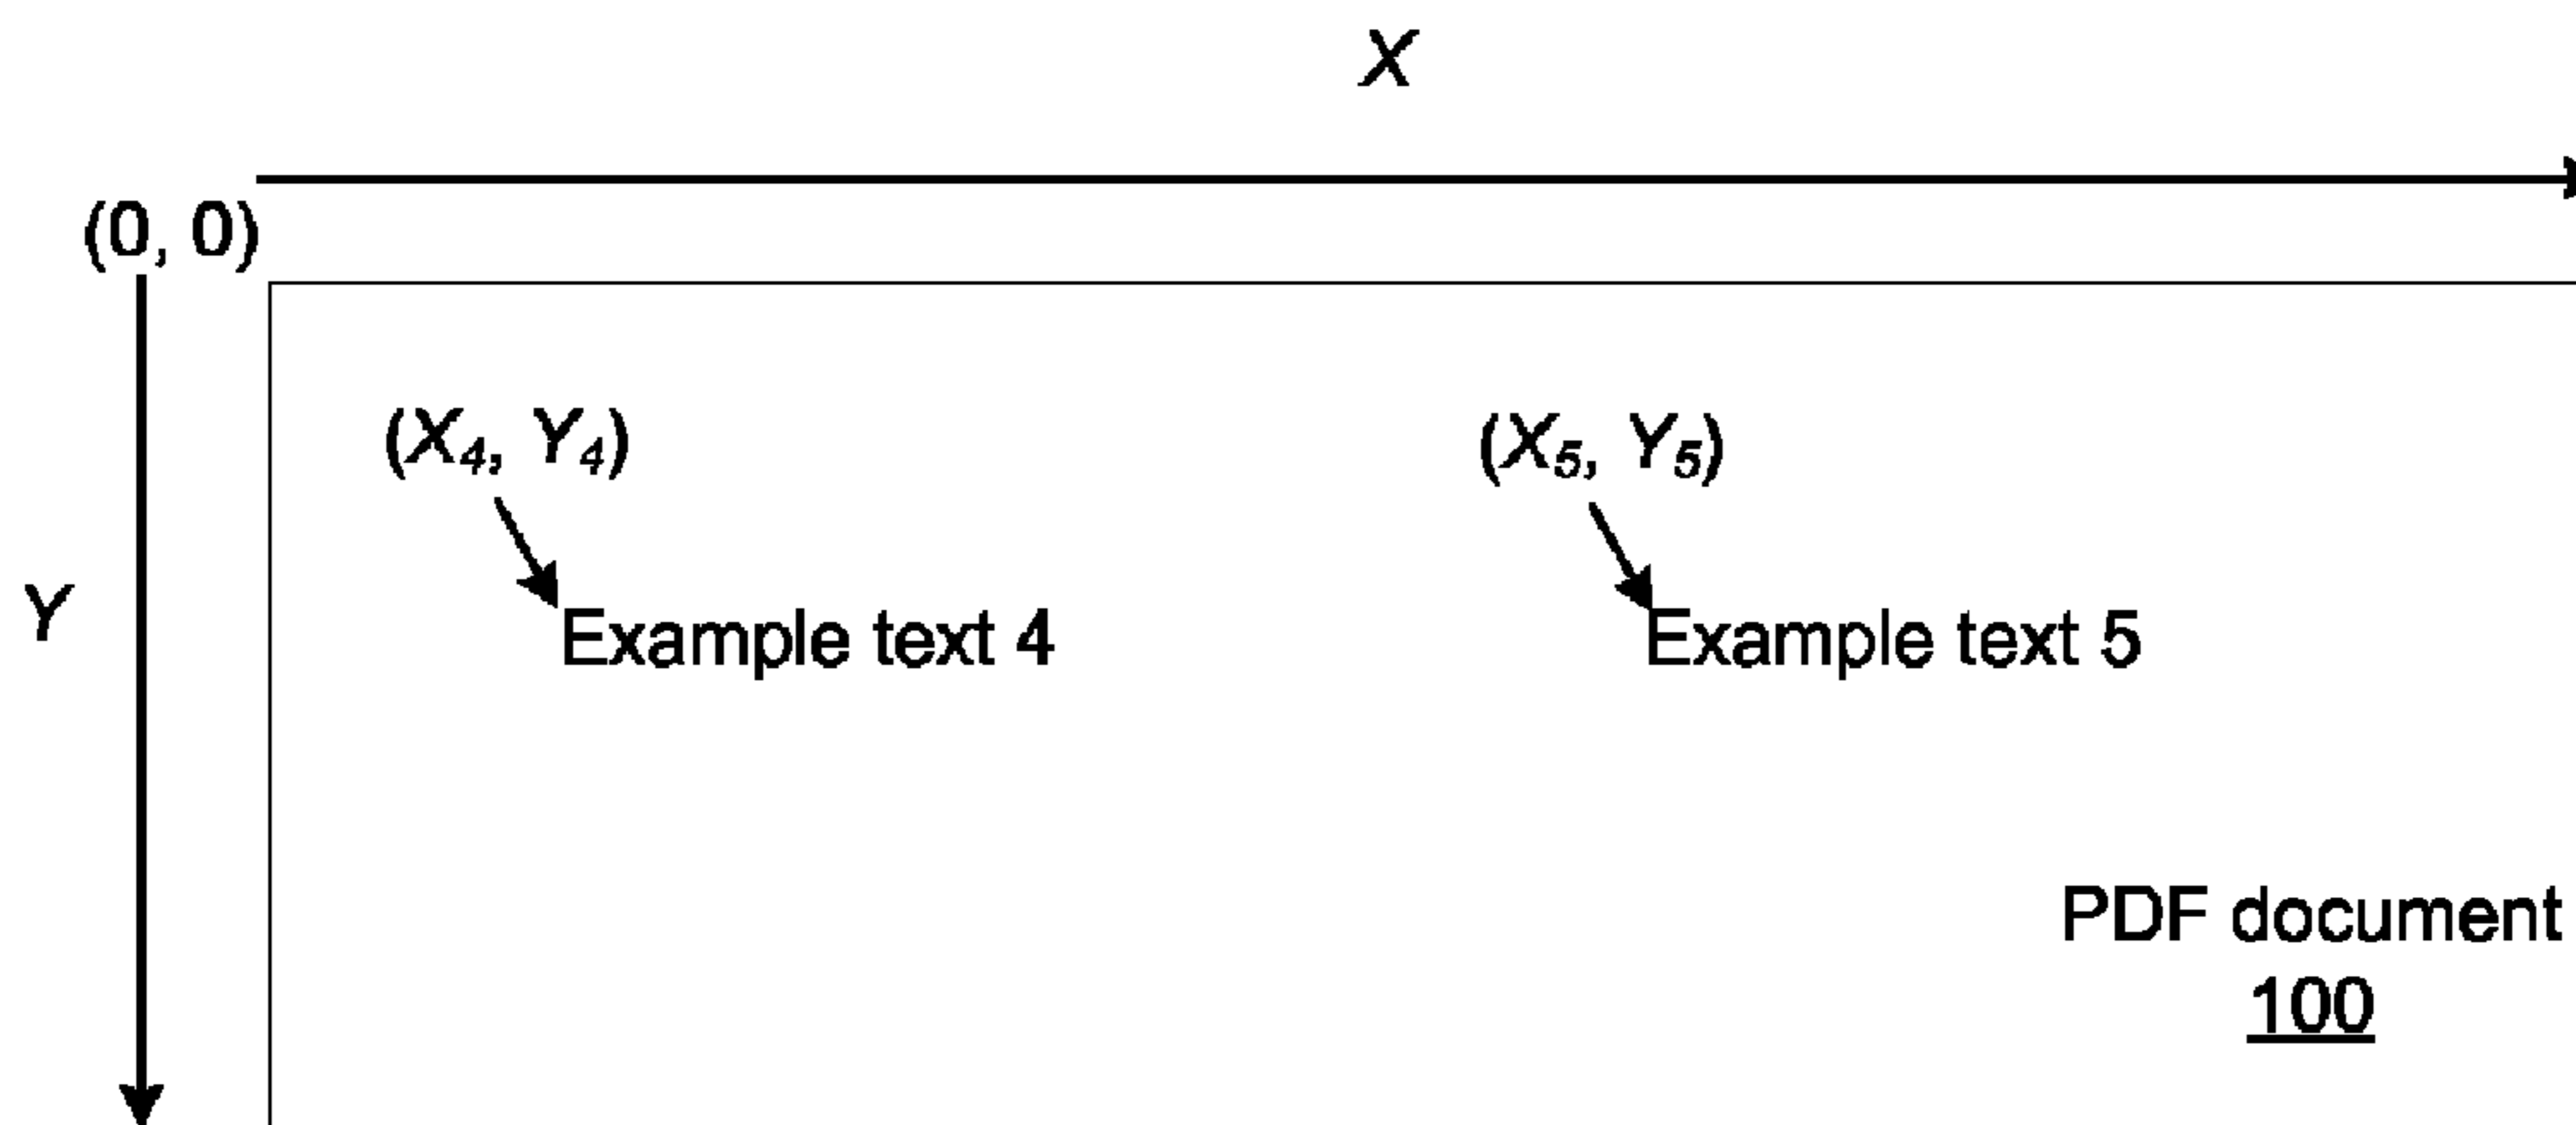 X
(0, 0)
(X₄, Y₄) (X₅, Y₅)
Y
Example text 4 Example text 5
PDF document
100